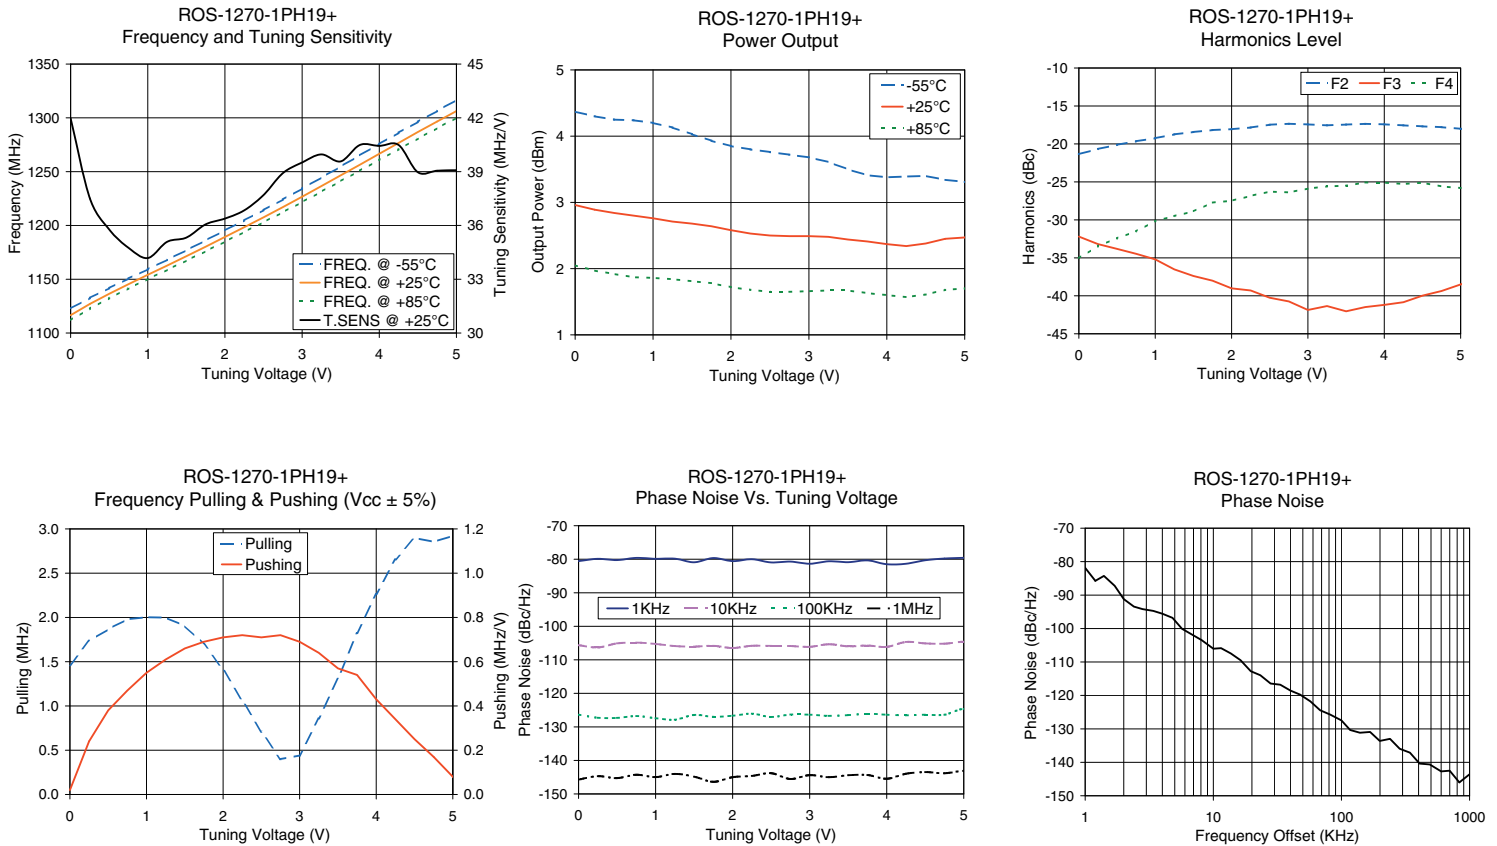 ROS-1270-1PH19+
Frequency and Tuning Sensitivity
1350
1300
1250
1200
1150
1100
Frequency (MHz)
45
42
39
36
33
30
Tuning Sensitivity (MHz/V)
FREQ. @ -55°C
FREQ. @ +25°C
FREQ. @ +85°C
T.SENS @ +25°C
0 1 2 3 4 5
Tuning Voltage (V)
ROS-1270-1PH19+
Power Output
5
4
3
2
1
Output Power (dBm)
-55°C
+25°C
+85°C
0 1 2 3 4 5
Tuning Voltage (V)
ROS-1270-1PH19+
Harmonics Level
-10
-15
-20
-25
-30
-35
-40
-45
Harmonics (dBc)
F2 F3 F4
0 1 2 3 4 5
Tuning Voltage (V)
ROS-1270-1PH19+
Frequency Pulling & Pushing (Vcc ± 5%)
3.0
2.5
2.0
1.5
1.0
0.5
0.0
Pulling (MHz)
1.2
1.0
0.8
0.6
0.4
0.2
0.0
Pushing (MHz/V)
Pulling
Pushing
0 1 2 3 4 5
Tuning Voltage (V)
ROS-1270-1PH19+
Phase Noise Vs. Tuning Voltage
-70
-80
-90
-100
-110
-120
-130
-140
-150
Phase Noise (dBc/Hz)
1KHz 10KHz 100KHz 1MHz
0 1 2 3 4 5
Tuning Voltage (V)
ROS-1270-1PH19+
Phase Noise
-70
-80
-90
-100
-110
-120
-130
-140
-150
Phase Noise (dBc/Hz)
1 10 100 1000
Frequency Offset (KHz)